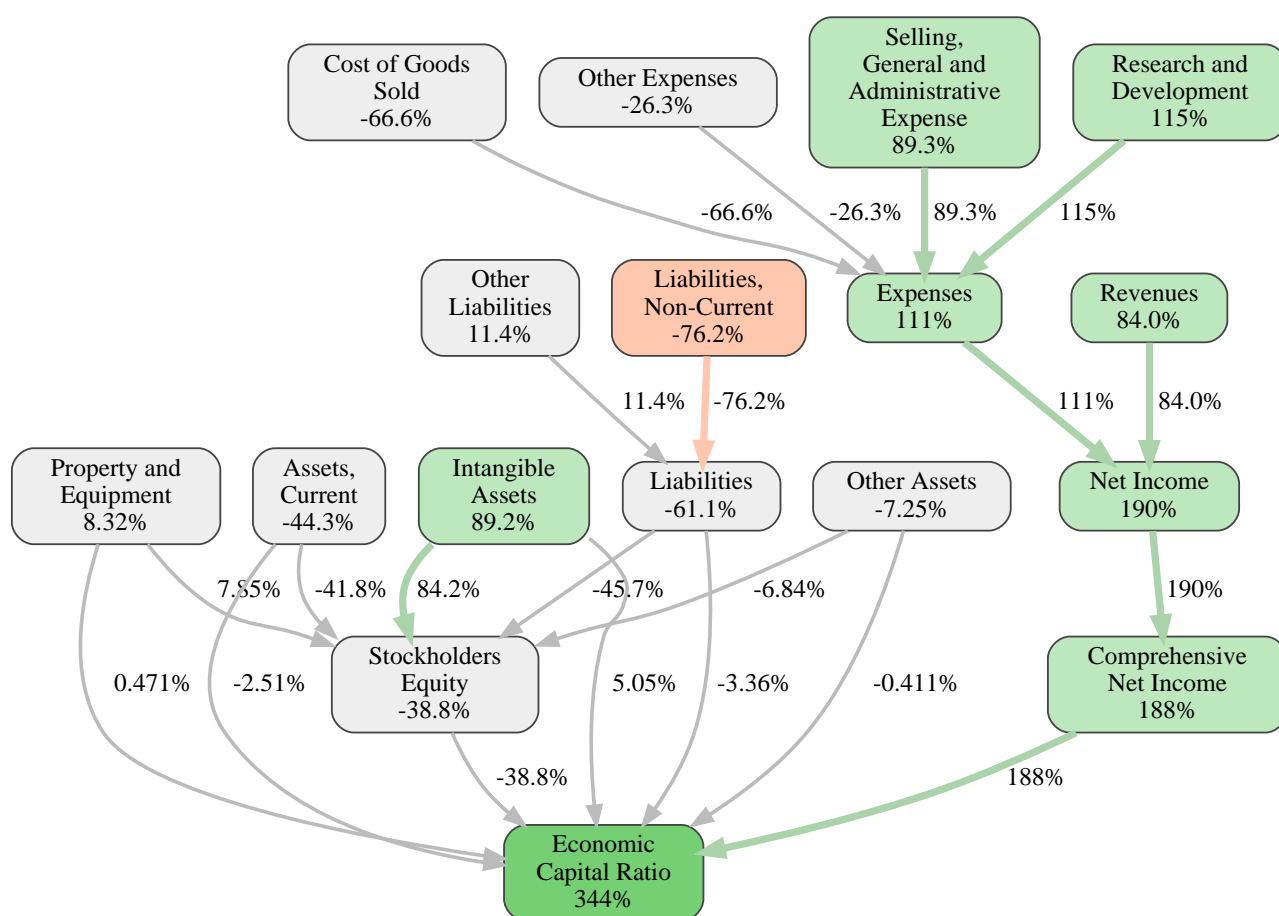 Cost of Goods
Sold
-66.6%
Other Expenses
-26.3%
Selling,
General and
Administrative
Expense
89.3%
Research and
Development
115%
-66.6%
-26.3%
89.3%
115%
Other
Liabilities
11.4%
Liabilities,
Non-Current
-76.2%
Expenses
111%
Revenues
84.0%
11.4%
-76.2%
111%
84.0%
Property and
Equipment
8.32%
Assets,
Current
-44.3%
Intangible
Assets
89.2%
Liabilities
-61.1%
Other Assets
-7.25%
Net Income
190%
7.85%
-41.8%
84.2%
-45.7%
-6.84%
190%
Stockholders
Equity
-38.8%
Comprehensive
Net Income
188%
0.471%
-2.51%
5.05%
-3.36%
-0.411%
-38.8%
188%
Economic
Capital Ratio
344%